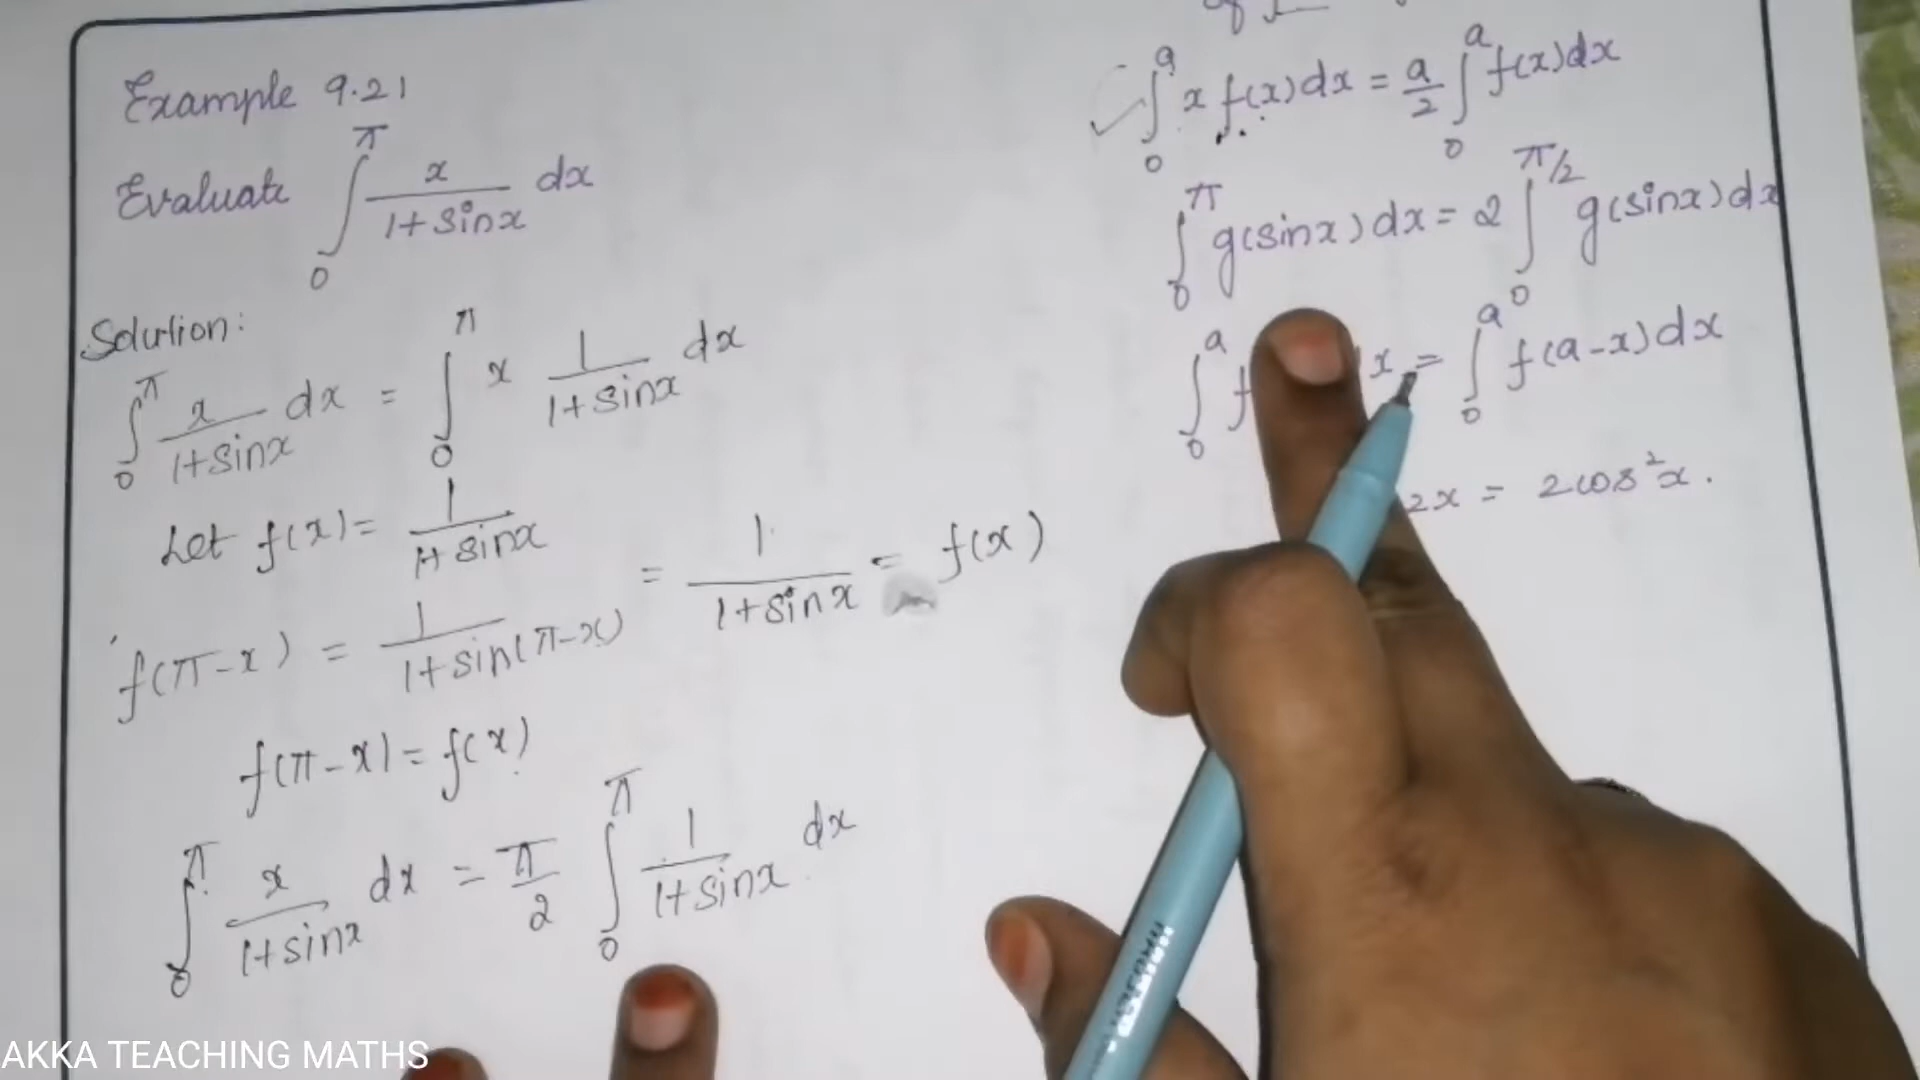 Example 9.21
Evaluate ∫₀^π x/(1+sinx) dx
Solution:
∫₀^π x/(1+sinx) dx = ∫₀^π x 1/(1+sinx) dx
Let f(x) = 1/(1+sinx)
f(π-x) = 1/(1+sin(π-x)) = 1/(1+sinx) = f(x)
f(π-x) = f(x)
∫₀^π x/(1+sinx) dx = π/2 ∫₀^π 1/(1+sinx) dx
∫₀^a x f(x) dx = a/2 ∫₀^a f(x) dx
∫₀^π g(sinx) dx = 2 ∫₀^π/2 g(sinx) dx
∫₀^a f x = ∫₀^a f(a-x) dx
2x = 2cos²x.
AKKA TEACHING MATHS